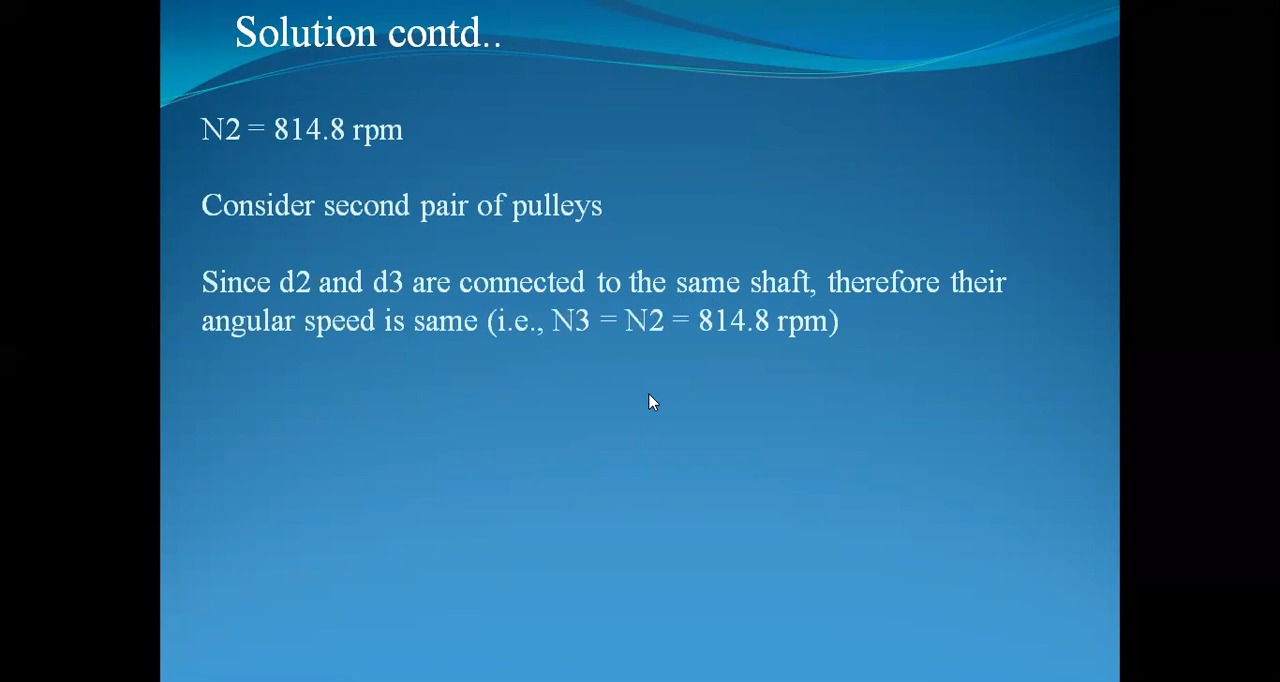 Solution contd..
N2 = 814.8 rpm
Consider second pair of pulleys
Since d2 and d3 are connected to the same shaft, therefore their
angular speed is same (i.e., N3 = N2 = 814.8 rpm)